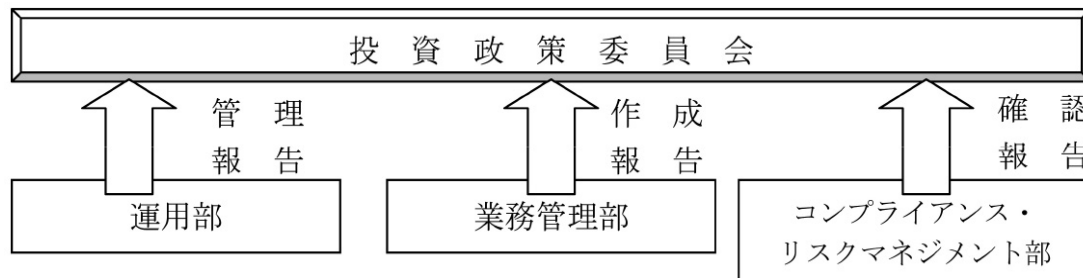 投資政策委員会
管理
報告
作成
報告
確認
報告
運用部
業務管理部
コンプライアンス・
リスクマネジメント部